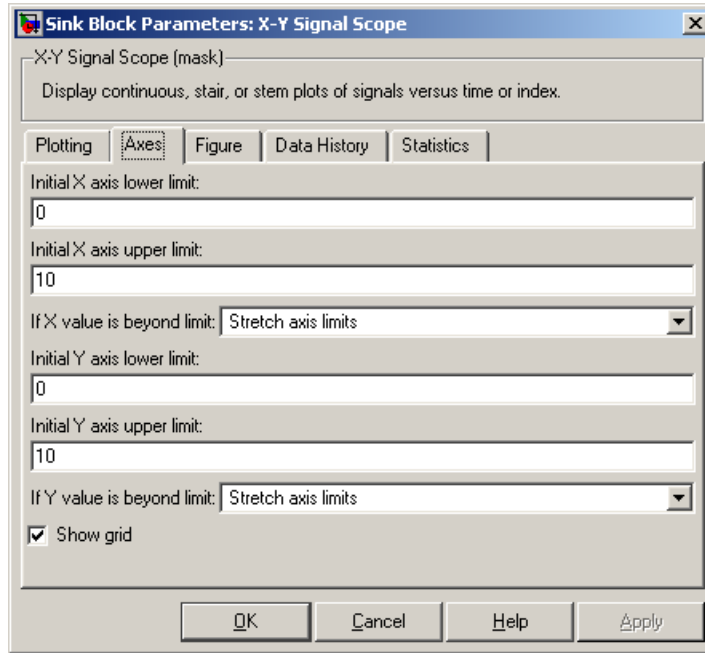 Sink Block Parameters: X-Y Signal Scope
X-Y Signal Scope (mask)
Display continuous, stair, or stem plots of signals versus time or index.
Plotting Axes Figure Data History Statistics
Initial X axis lower limit:
0
Initial X axis upper limit:
10
If X value is beyond limit: Stretch axis limits
Initial Y axis lower limit:
0
Initial Y axis upper limit:
10
If Y value is beyond limit: Stretch axis limits
Show grid
OK Cancel Help Apply